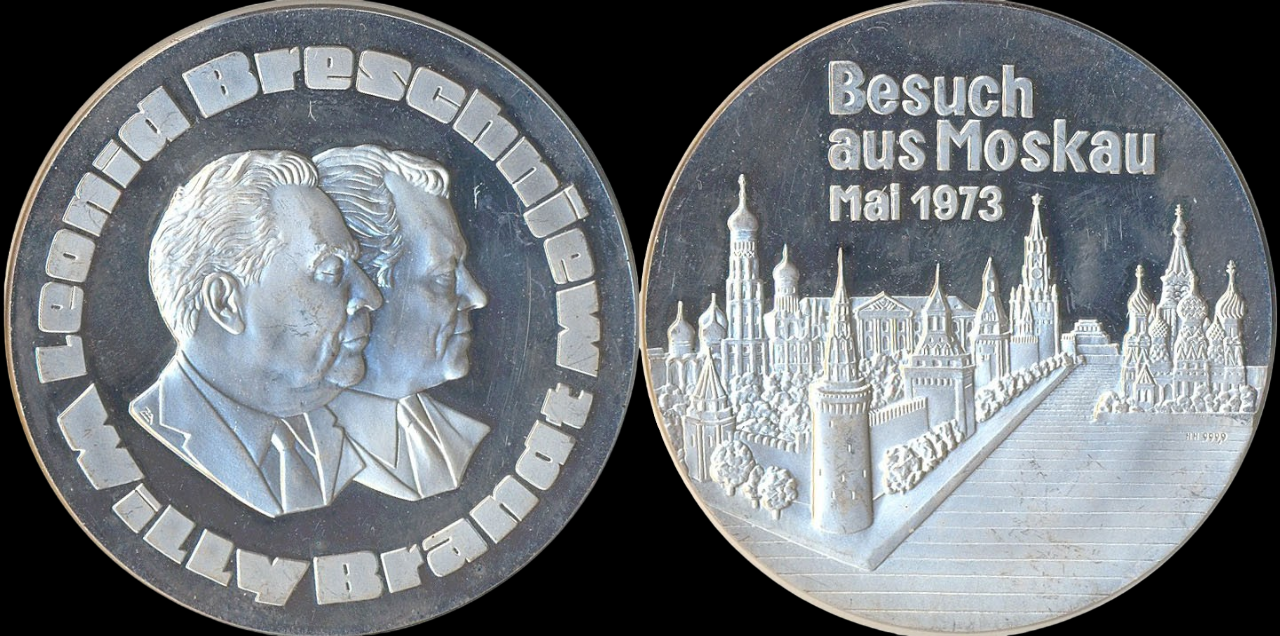 Leonid Breschniew
Willy Brandt
Besuch
aus Moskau
Mai 1973